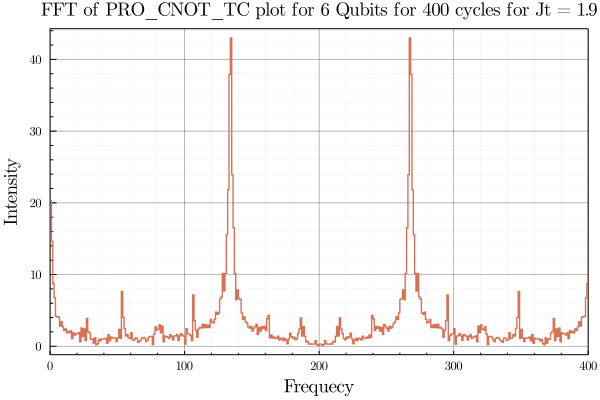 FFT of PRO_CNOT_TC plot for 6 Qubits for 400 cycles for Jt = 1.9
Intensity
40
30
20
10
0
0 100 200 300 400
Frequecy